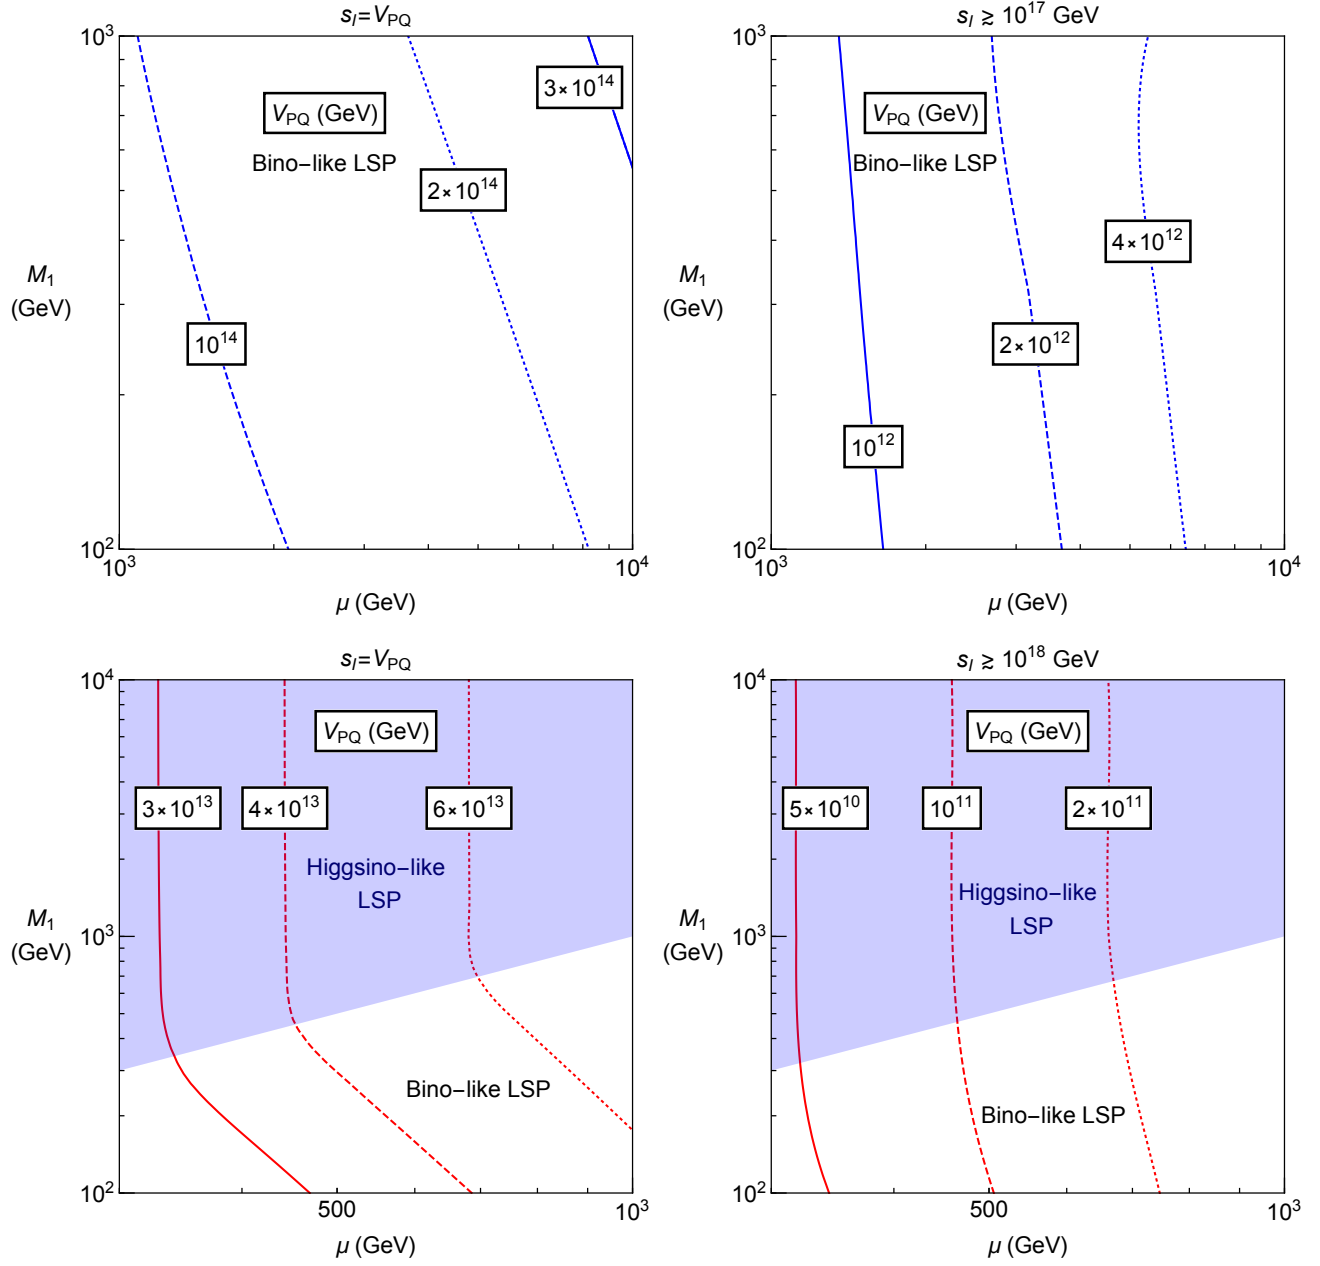 s_I = V_PQ
10^3
V_PQ (GeV)
Bino−like LSP
3×10^14
2×10^14
10^14
M_1
(GeV)
10^2
10^3
10^4
μ (GeV)
s_I ≳ 10^17 GeV
10^3
V_PQ (GeV)
Bino−like LSP
4×10^12
2×10^12
10^12
M_1
(GeV)
10^2
10^3
10^4
μ (GeV)
s_I = V_PQ
10^4
V_PQ (GeV)
3×10^13
4×10^13
6×10^13
Higgsino−like
LSP
M_1
(GeV)
10^3
Bino−like LSP
10^2
500
10^3
μ (GeV)
s_I ≳ 10^18 GeV
10^4
V_PQ (GeV)
5×10^10
10^11
2×10^11
Higgsino−like
LSP
M_1
(GeV)
10^3
Bino−like LSP
10^2
500
10^3
μ (GeV)